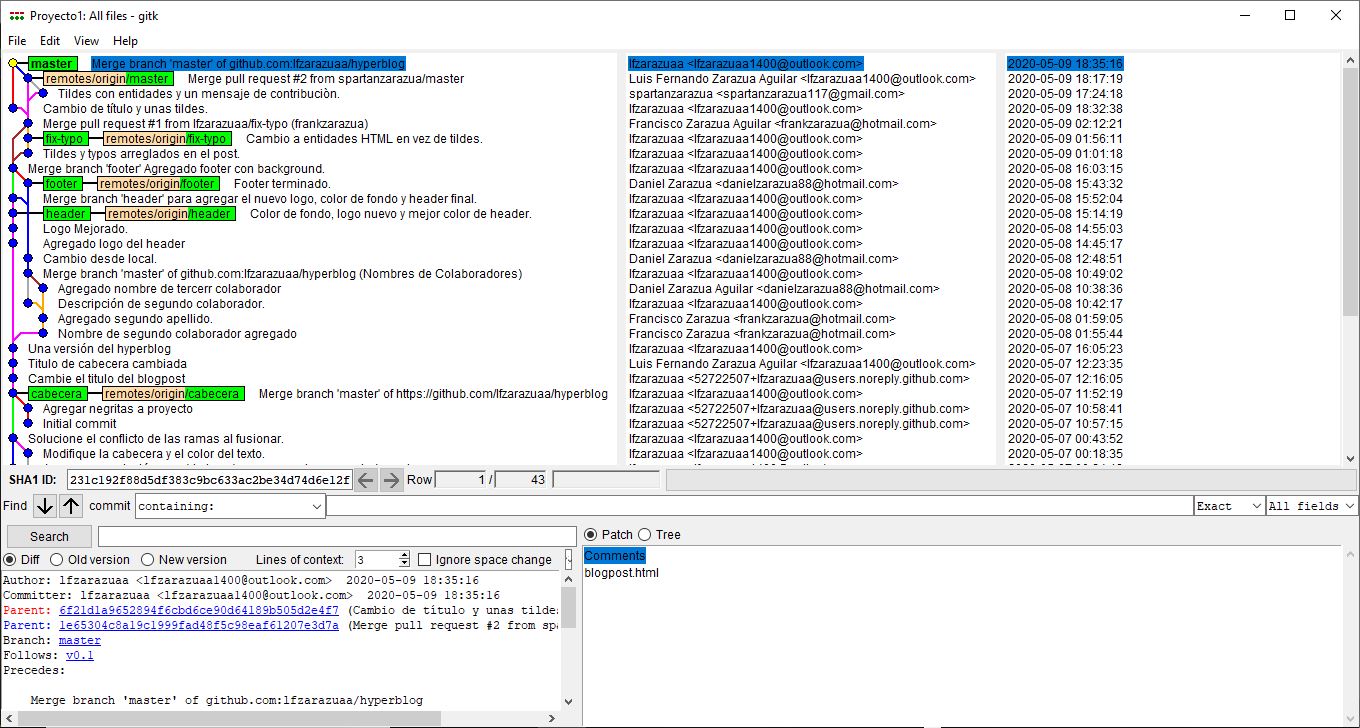 Proyecto1: All files - gitk
File Edit View Help
master Merge branch 'master' of github.com:lfzarazuaa/hyperblog lfzarazuaa <lfzarazuaa1400@outlook.com> 2020-05-09 18:35:16
remotes/origin/master Merge pull request #2 from spartanzarazua/master Luis Fernando Zarazua Aguilar <lfzarazuaa1400@outlook.com> 2020-05-09 18:17:19
Tildes con entidades y un mensaje de contribuciòn. spartanzarazua <spartanzarazua117@gmail.com> 2020-05-09 17:24:18
Cambio de título y unas tildes. lfzarazuaa <lfzarazuaa1400@outlook.com> 2020-05-09 18:32:38
Merge pull request #1 from lfzarazuaa/fix-typo (frankzarazua) Francisco Zarazua Aguilar <frankzarazua@hotmail.com> 2020-05-09 02:12:21
fix-typo remotes/origin/fix-typo Cambio a entidades HTML en vez de tildes. lfzarazuaa <lfzarazuaa1400@outlook.com> 2020-05-09 01:56:11
Tildes y typos arreglados en el post. lfzarazuaa <lfzarazuaa1400@outlook.com> 2020-05-09 01:01:18
Merge branch 'footer' Agregado footer con background. lfzarazuaa <lfzarazuaa1400@outlook.com> 2020-05-08 16:03:15
footer remotes/origin/footer Footer terminado. Daniel Zarazua <danielzarazua88@hotmail.com> 2020-05-08 15:43:32
Merge branch 'header' para agregar el nuevo logo, color de fondo y header final. lfzarazuaa <lfzarazuaa1400@outlook.com> 2020-05-08 15:52:04
header remotes/origin/header Color de fondo, logo nuevo y mejor color de header. lfzarazuaa <lfzarazuaa1400@outlook.com> 2020-05-08 15:14:19
Logo Mejorado. lfzarazuaa <lfzarazuaa1400@outlook.com> 2020-05-08 14:55:03
Agregado logo del header lfzarazuaa <lfzarazuaa1400@outlook.com> 2020-05-08 14:45:17
Cambio desde local. Daniel Zarazua <danielzarazua88@hotmail.com> 2020-05-08 12:48:51
Merge branch 'master' of github.com:lfzarazuaa/hyperblog (Nombres de Colaboradores) lfzarazuaa <lfzarazuaa1400@outlook.com> 2020-05-08 10:49:02
Agregado nombre de tercerr colaborador Daniel Zarazua Aguilar <danielzarazua88@hotmail.com> 2020-05-08 10:38:36
Descripción de segundo colaborador. lfzarazuaa <lfzarazuaa1400@outlook.com> 2020-05-08 10:42:17
Agregado segundo apellido. Francisco Zarazua <frankzarazua@hotmail.com> 2020-05-08 01:59:05
Nombre de segundo colaborador agregado Francisco Zarazua <frankzarazua@hotmail.com> 2020-05-08 01:55:44
Una versión del hyperblog lfzarazuaa <lfzarazuaa1400@outlook.com> 2020-05-07 16:05:23
Titulo de cabecera cambiada Luis Fernando Zarazua Aguilar <lfzarazuaa1400@outlook.com> 2020-05-07 12:23:35
Cambie el titulo del blogpost lfzarazuaa <52722507+lfzarazuaa@users.noreply.github.com> 2020-05-07 12:16:05
cabecera remotes/origin/cabecera Merge branch 'master' of https://github.com/lfzarazuaa/hyperblog lfzarazuaa <lfzarazuaa1400@outlook.com> 2020-05-07 11:52:19
Agregar negritas a proyecto lfzarazuaa <52722507+lfzarazuaa@users.noreply.github.com> 2020-05-07 10:58:41
Initial commit lfzarazuaa <52722507+lfzarazuaa@users.noreply.github.com> 2020-05-07 10:57:15
Solucione el conflicto de las ramas al fusionar. lfzarazuaa <lfzarazuaa1400@outlook.com> 2020-05-07 00:43:52
Modifique la cabecera y el color del texto. lfzarazuaa <lfzarazuaa1400@outlook.com> 2020-05-07 00:18:35
SHA1 ID: 231c192f88d5df383c9bc633ac2be34d74d6e12f Row 1 / 43
Find commit containing: Exact All fields
Search Patch Tree
Diff Old version New version Lines of context: 3 Ignore space change
Comments
blogpost.html
Author: lfzarazuaa <lfzarazuaa1400@outlook.com> 2020-05-09 18:35:16
Committer: lfzarazuaa <lfzarazuaa1400@outlook.com> 2020-05-09 18:35:16
Parent: 6f21d1a9652894f6cbd6ce90d64189b505d2e4f7 (Cambio de título y unas tildes
Parent: 1e65304c8a19c1999fad48f5c98eaf61207e3d7a (Merge pull request #2 from spa
Branch: master
Follows: v0.1
Precedes:
Merge branch 'master' of github.com:lfzarazuaa/hyperblog